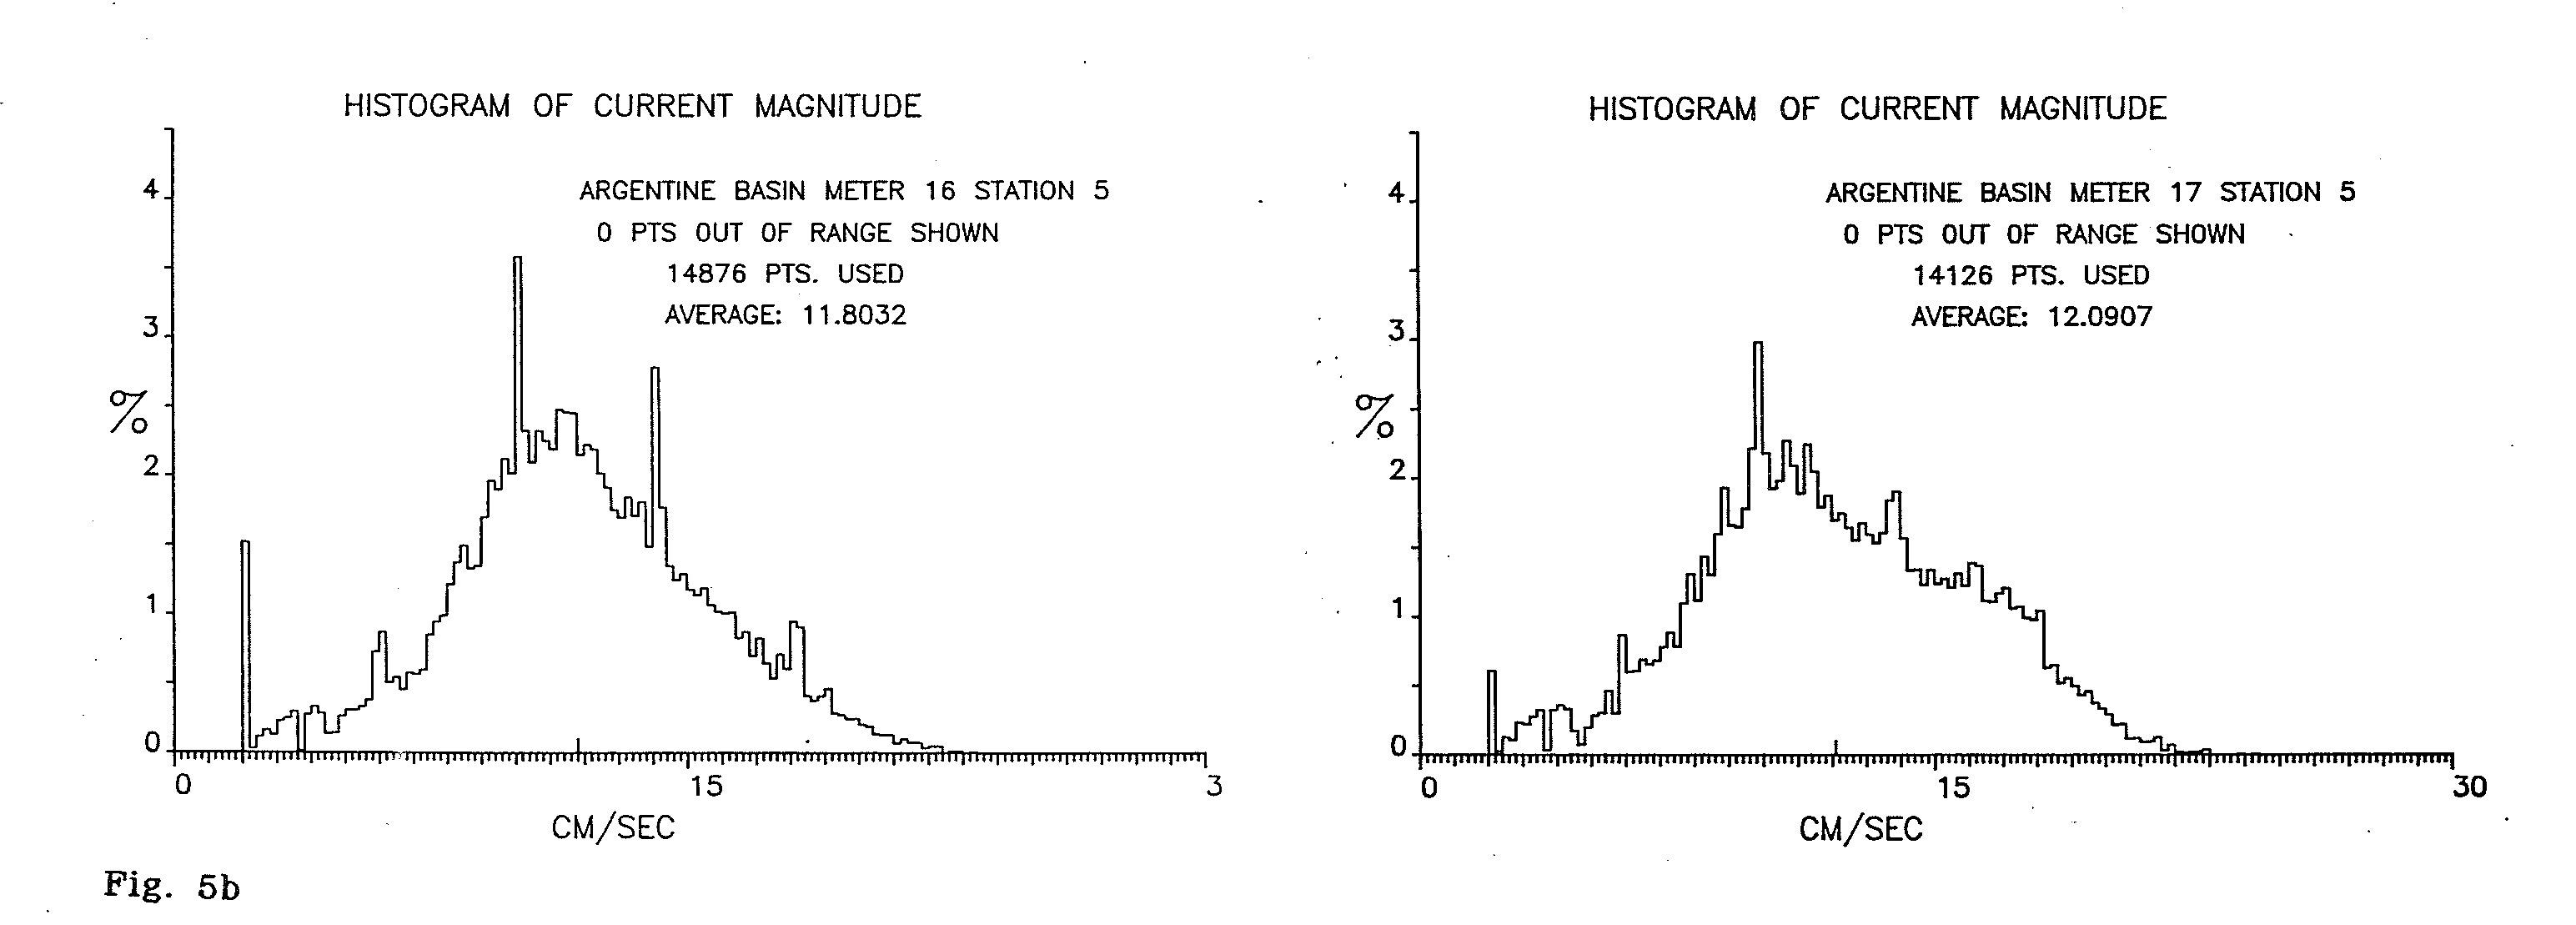 HISTOGRAM OF CURRENT MAGNITUDE
ARGENTINE BASIN METER 16 STATION 5
0 PTS OUT OF RANGE SHOWN
14876 PTS. USED
AVERAGE: 11.8032
4
3
%
2
1
0
0 15 3
CM/SEC
HISTOGRAM OF CURRENT MAGNITUDE
ARGENTINE BASIN METER 17 STATION 5
0 PTS OUT OF RANGE SHOWN
14126 PTS. USED
AVERAGE: 12.0907
4
3
%
2
1
0
0 15 30
CM/SEC
Fig. 5b